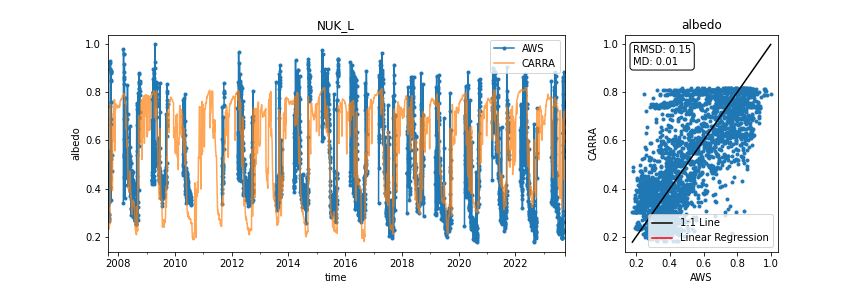 NUK_L
albedo
1.0
0.8
0.6
0.4
0.2
albedo
AWS
CARRA
2008 2010 2012 2014 2016 2018 2020 2022
time
RMSD: 0.15
MD: 0.01
1.0
0.8
0.6
0.4
0.2
CARRA
1:1 Line
Linear Regression
0.2 0.4 0.6 0.8 1.0
AWS